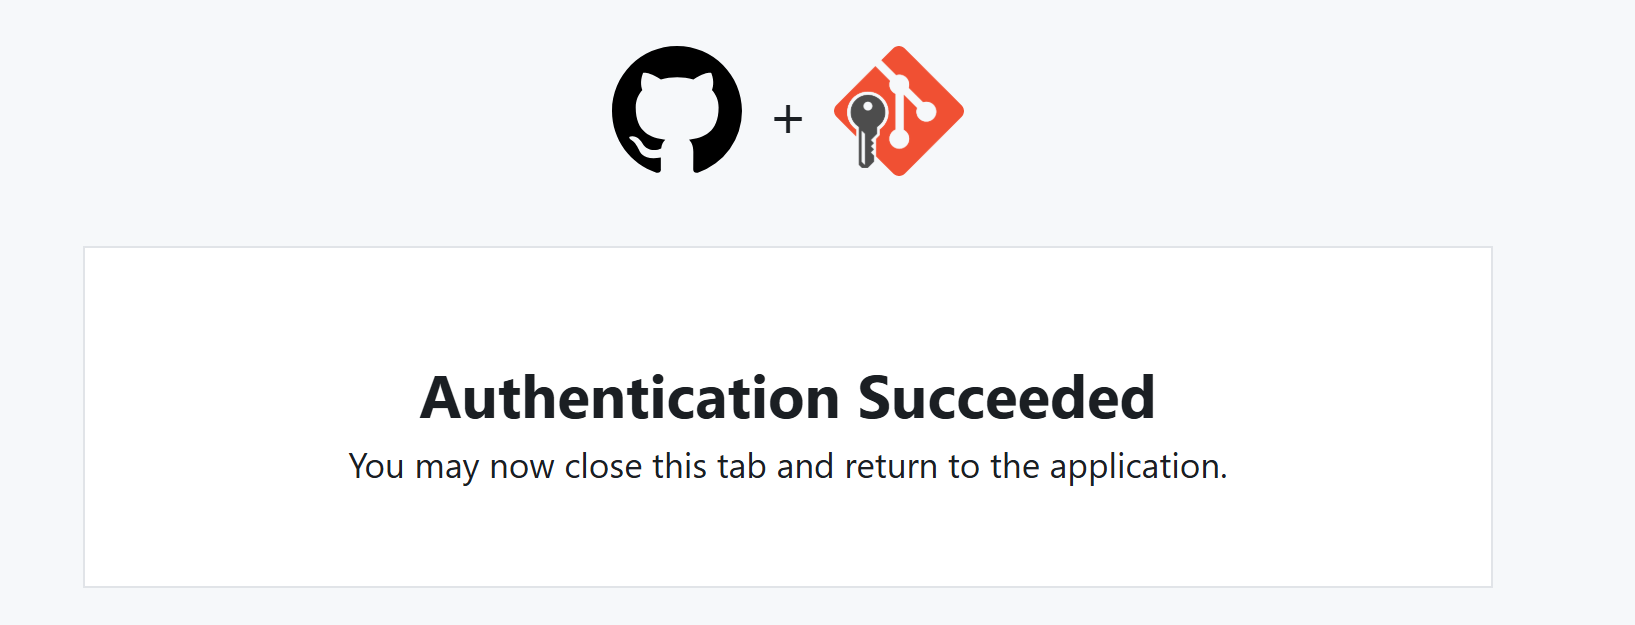 +
Authentication Succeeded
You may now close this tab and return to the application.